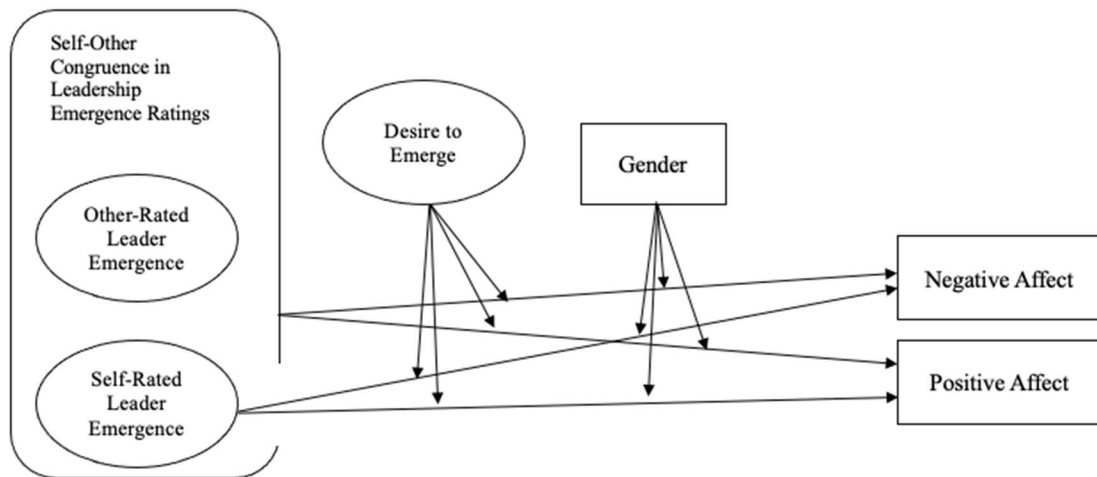 Self-Other
Congruence in
Leadership
Emergence Ratings
Desire to
Emerge
Gender
Other-Rated
Leader
Emergence
Negative Affect
Self-Rated
Leader
Emergence
Positive Affect